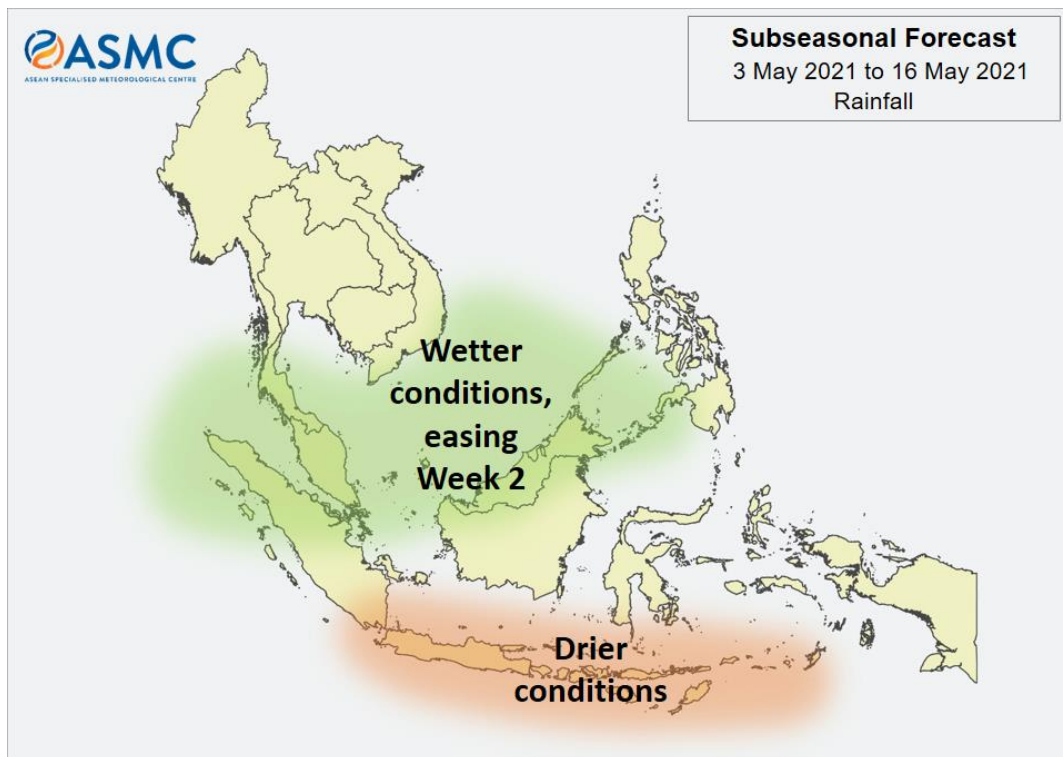 ASMC
ASEAN SPECIALISED METEOROLOGICAL CENTRE
Subseasonal Forecast
3 May 2021 to 16 May 2021
Rainfall
Wetter
conditions,
easing
Week 2
Drier
conditions